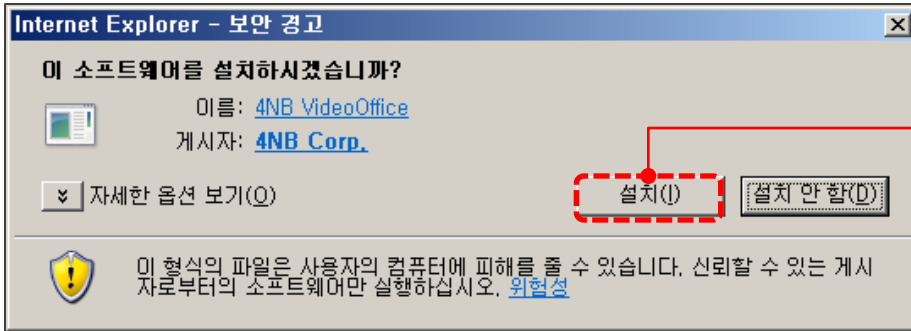 Internet Explorer - 보안 경고
이 소프트웨어를 설치하시겠습니까?
이름: 4NB VideoOffice
게시자: 4NB Corp.
자세한 옵션 보기(O)
설치(I)
설치 안 함(D)
이 형식의 파일은 사용자의 컴퓨터에 피해를 줄 수 있습니다. 신뢰할 수 있는 게시
자로부터의 소프트웨어만 실행하십시오. 위험성